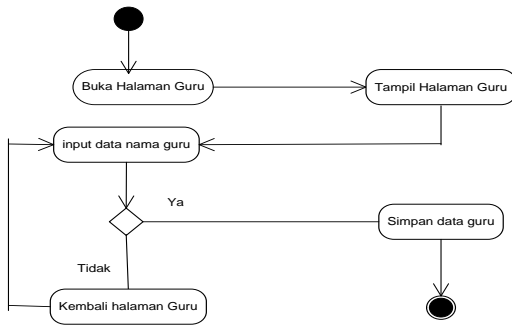 Buka Halaman Guru
Tampil Halaman Guru
input data nama guru
Ya
Simpan data guru
Tidak
Kembali halaman Guru